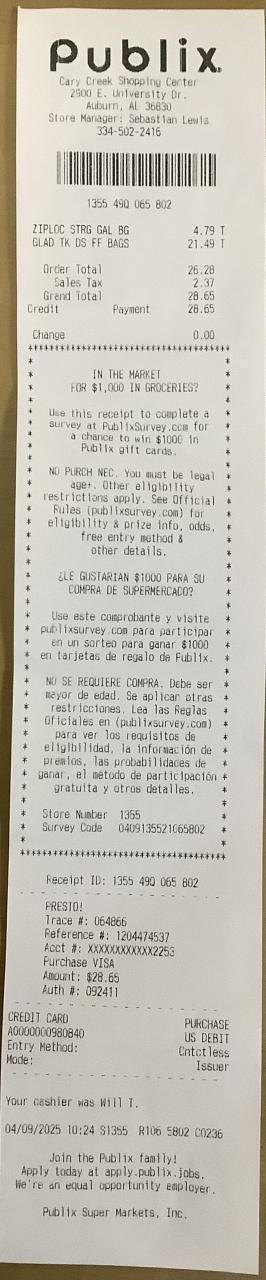 Publix.
Cary Creek Shopping Center
2900 E. University Dr.
Auburn, AL 36830
Store Manager: Sebastian Lewis
334-502-2416
1355 49Q 065 802
ZIPLOC STRG GAL BG 4.79 T
GLAD TK DS FF BAGS 21.49 T
Order Total 26.28
Sales Tax 2.37
Grand Total 28.65
Credit Payment 28.65
Change 0.00
IN THE MARKET
FOR $1,000 IN GROCERIES?
Use this receipt to complete a
survey at PublixSurvey.com for
a chance to win $1000 in
Publix gift cards.
NO PURCH NEC. You must be legal
age+. Other eligibility
restrictions apply. See Official
Rules (publixsurvey.com) for
eligibility & prize info, odds,
free entry method &
other details.
¿LE GUSTARIAN $1000 PARA SU
COMPRA DE SUPERMERCADO?
Use este comprobante y visite
publixsurvey.com para participar
en un sorteo para ganar $1000
en tarjetas de regalo de Publix.
NO SE REQUIERE COMPRA. Debe ser
mayor de edad. Se aplican otras
restricciones. Lea las Reglas
Oficiales en (publixsurvey.com)
para ver los requisitos de
eligibilidad, la información de
premios, las probabilidades de
ganar, el método de participación
gratuita y otros detalles.
Store Number 1355
Survey Code 0409135521065802
Receipt ID: 1355 49Q 065 802
PRESTO!
Trace #: 064866
Reference #: 1204474537
Acct #: XXXXXXXXXXXX2253
Purchase VISA
Amount: $28.65
Auth #: 092411
CREDIT CARD PURCHASE
A0000000980840 US DEBIT
Entry Method: Cntctless
Mode: Issuer
Your cashier was Will T.
04/09/2025 10:24 S1355 R106 5802 C0236
Join the Publix family!
Apply today at apply.publix.jobs.
We're an equal opportunity employer.
Publix Super Markets, Inc.